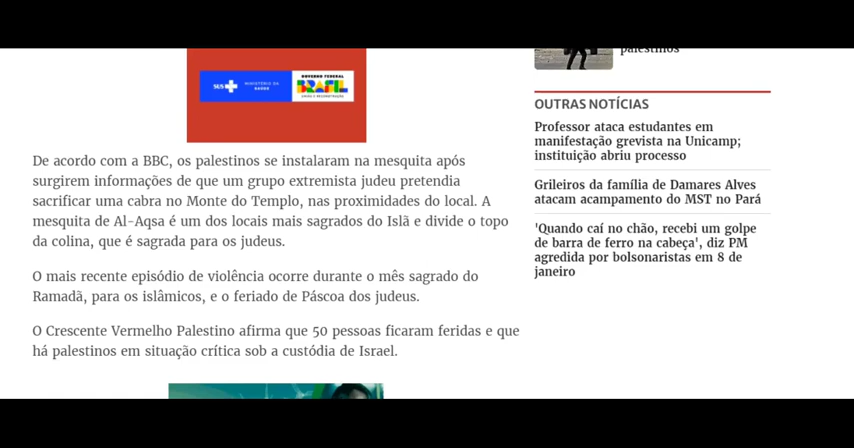 SUS
MINISTÉRIO DA
SAÚDE
GOVERNO FEDERAL
BRASIL
UNIÃO E RECONSTRUÇÃO
De acordo com a BBC, os palestinos se instalaram na mesquita após
surgirem informações de que um grupo extremista judeu pretendia
sacrificar uma cabra no Monte do Templo, nas proximidades do local. A
mesquita de Al-Aqsa é um dos locais mais sagrados do Islã e divide o topo
da colina, que é sagrada para os judeus.
O mais recente episódio de violência ocorre durante o mês sagrado do
Ramadã, para os islâmicos, e o feriado de Páscoa dos judeus.
O Crescente Vermelho Palestino afirma que 50 pessoas ficaram feridas e que
há palestinos em situação crítica sob a custódia de Israel.
palestinos
OUTRAS NOTÍCIAS
Professor ataca estudantes em
manifestação grevista na Unicamp;
instituição abriu processo
Grileiros da família de Damares Alves
atacam acampamento do MST no Pará
'Quando caí no chão, recebi um golpe
de barra de ferro na cabeça', diz PM
agredida por bolsonaristas em 8 de
janeiro